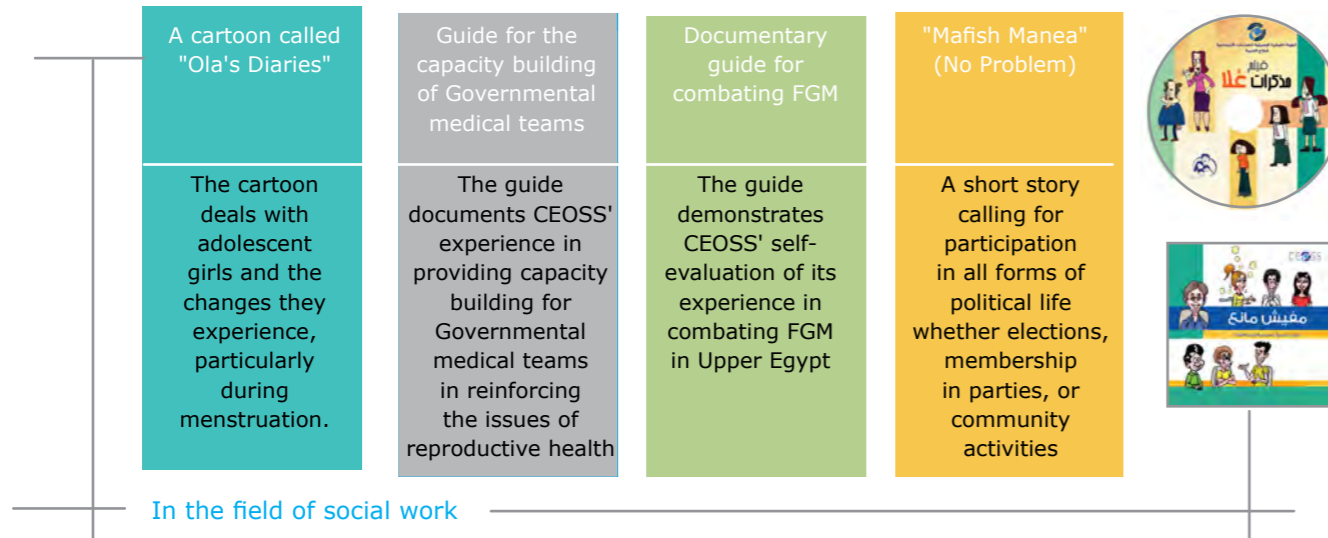 A cartoon called
"Ola's Diaries"
The cartoon
deals with
adolescent
girls and the
changes they
experience,
particularly
during
menstruation.
Guide for the
capacity building
of Governmental
medical teams
The guide
documents CEOSS'
experience in
providing capacity
building for
Governmental
medical teams
in reinforcing
the issues of
reproductive health
Documentary
guide for
combating FGM
The guide
demonstrates
CEOSS' self-
evaluation of its
experience in
combating FGM
in Upper Egypt
"Mafish Manea"
(No Problem)
A short story
calling for
participation
in all forms of
political life
whether elections,
membership
in parties, or
community
activities
فيلم
مذكرات عُلا
CEOSS
مفيش مانع
In the field of social work